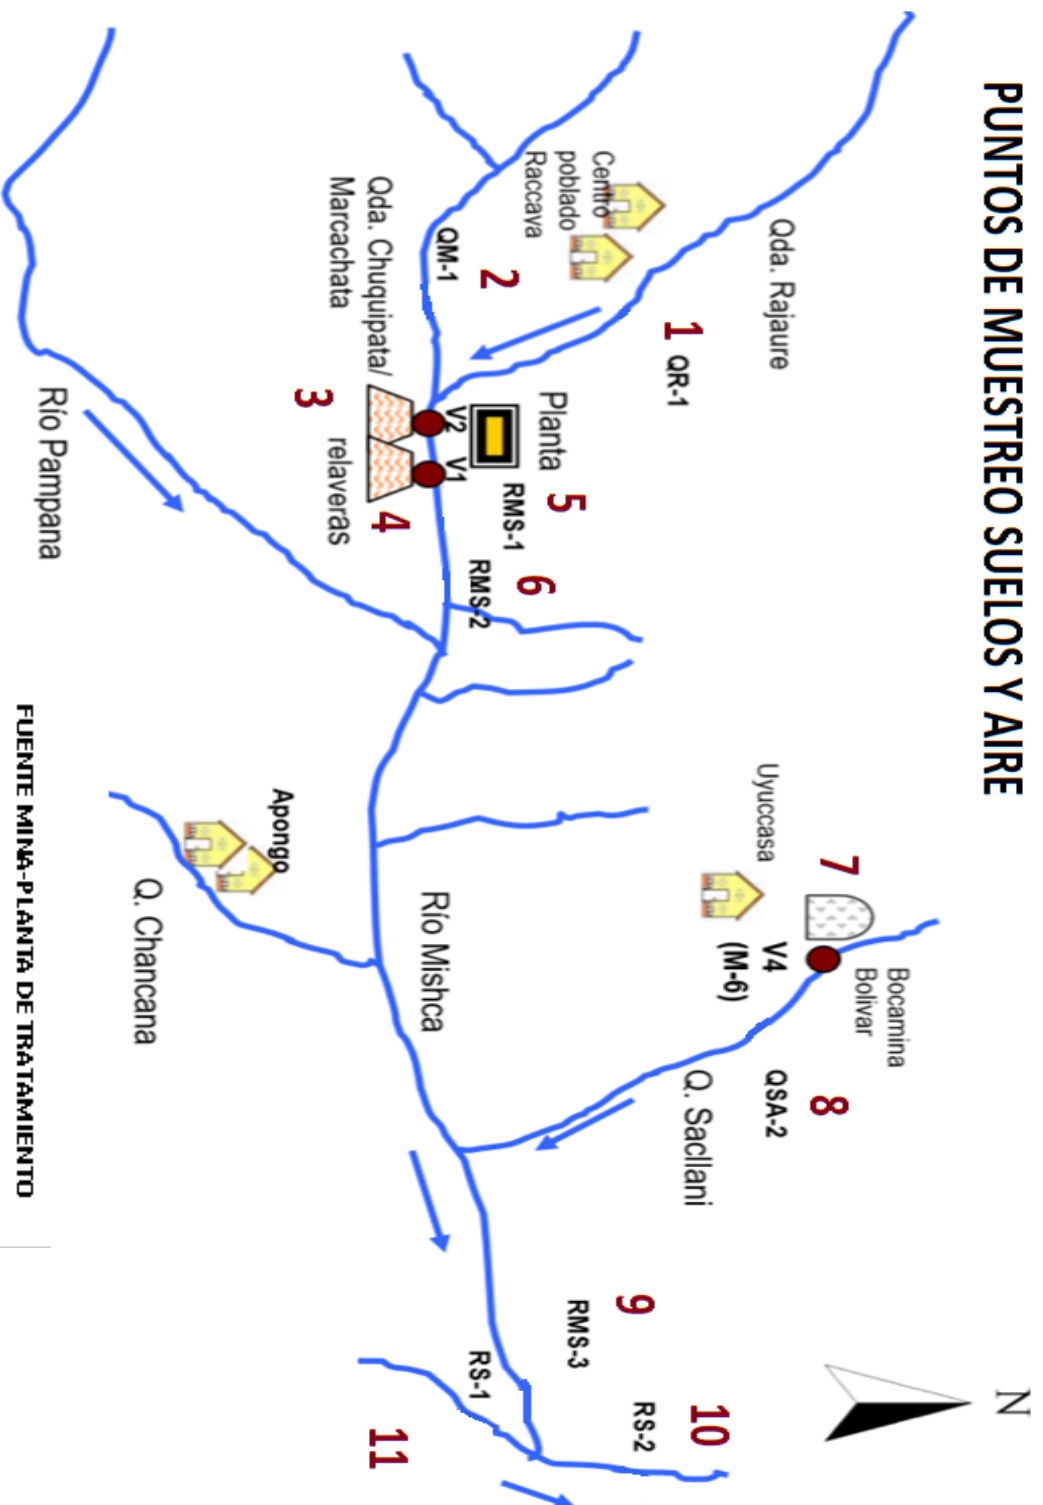 PUNTOS DE MUESTREO SUELOS Y AIRE
N
Qda. Rajaure
1
QR-1
Centro
poblado
Raccaya
2
QM-1
Qda. Chuquipata/
Marcachata
3
relaveras
4
V2
V1
Planta
5
RMS-1
6
RMS-2
Río Pampana
Uyuccasa
7
V4
(M-6)
Bocamina
Bolivar
8
QSA-2
Q. Sacllani
Apongo
Q. Chancana
Río Mishca
9
RMS-3
10
RS-2
RS-1
11
FUENTE MINA-PLANTA DE TRATAMIENTO